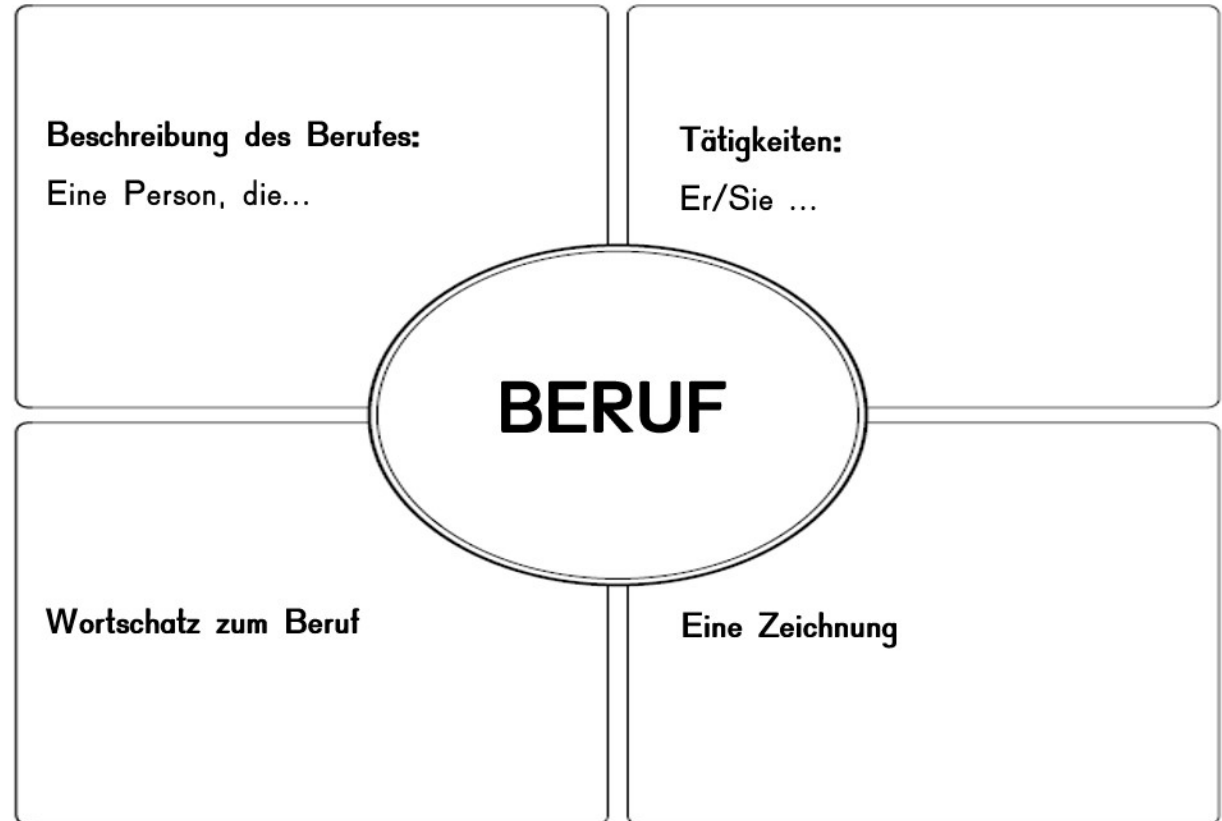 Beschreibung des Berufes:
Eine Person, die...
Tätigkeiten:
Er/Sie ...
BERUF
Wortschatz zum Beruf
Eine Zeichnung